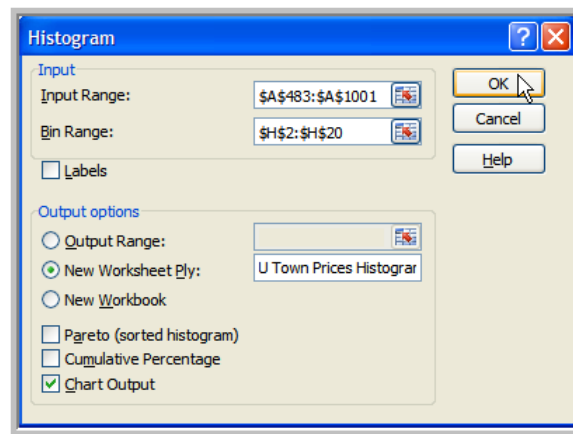 Histogram
Input
Input Range: $A$483:$A$1001
Bin Range: $H$2:$H$20
Labels
OK
Cancel
Help
Output options
Output Range:
New Worksheet Ply: U Town Prices Histogran
New Workbook
Pareto (sorted histogram)
Cumulative Percentage
Chart Output